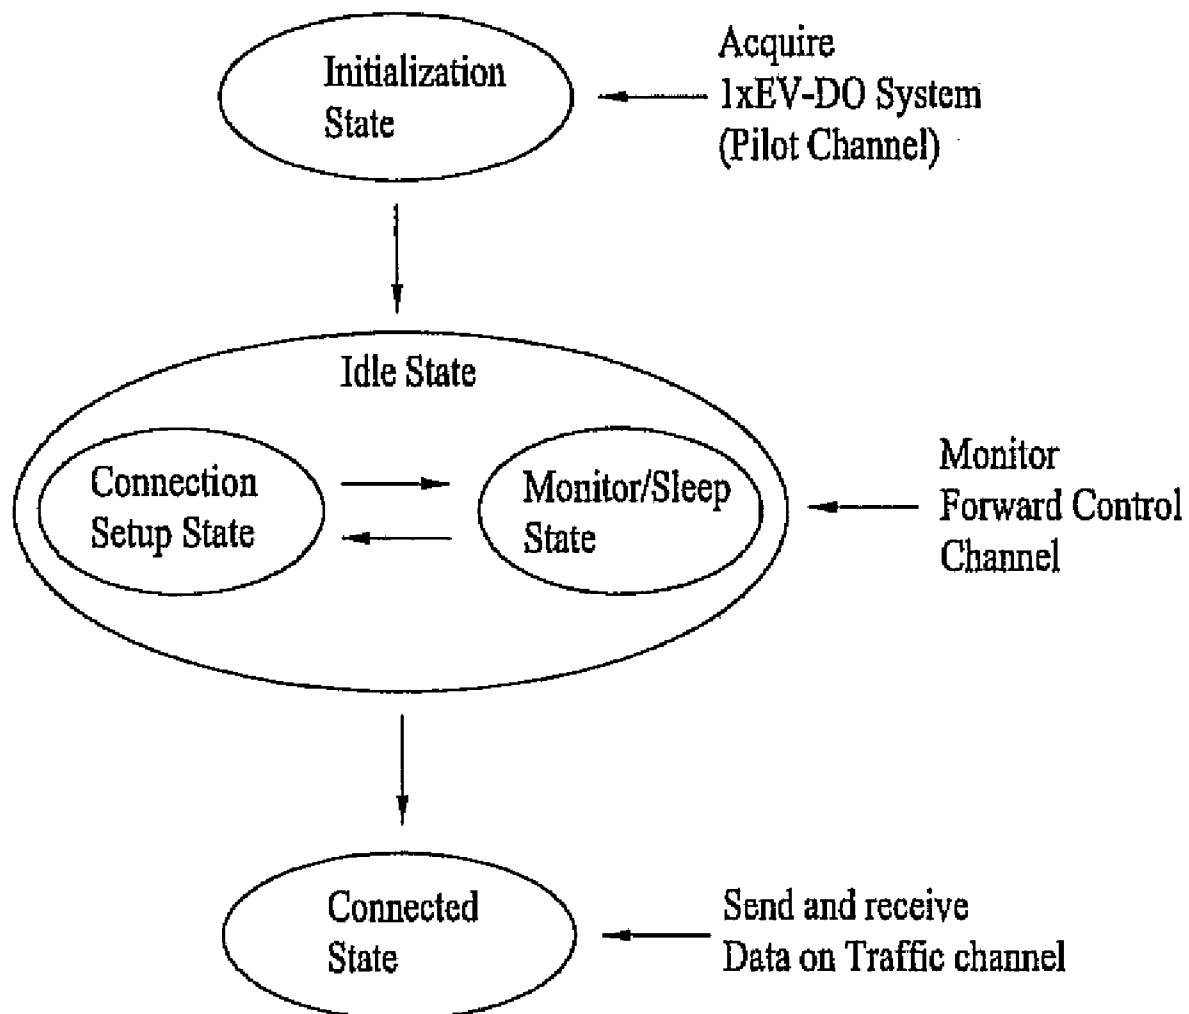 Initialization
State
Acquire
1xEV-DO System
(Pilot Channel)
Idle State
Connection
Setup State
Monitor/Sleep
State
Monitor
Forward Control
Channel
Connected
State
Send and receive
Data on Traffic channel